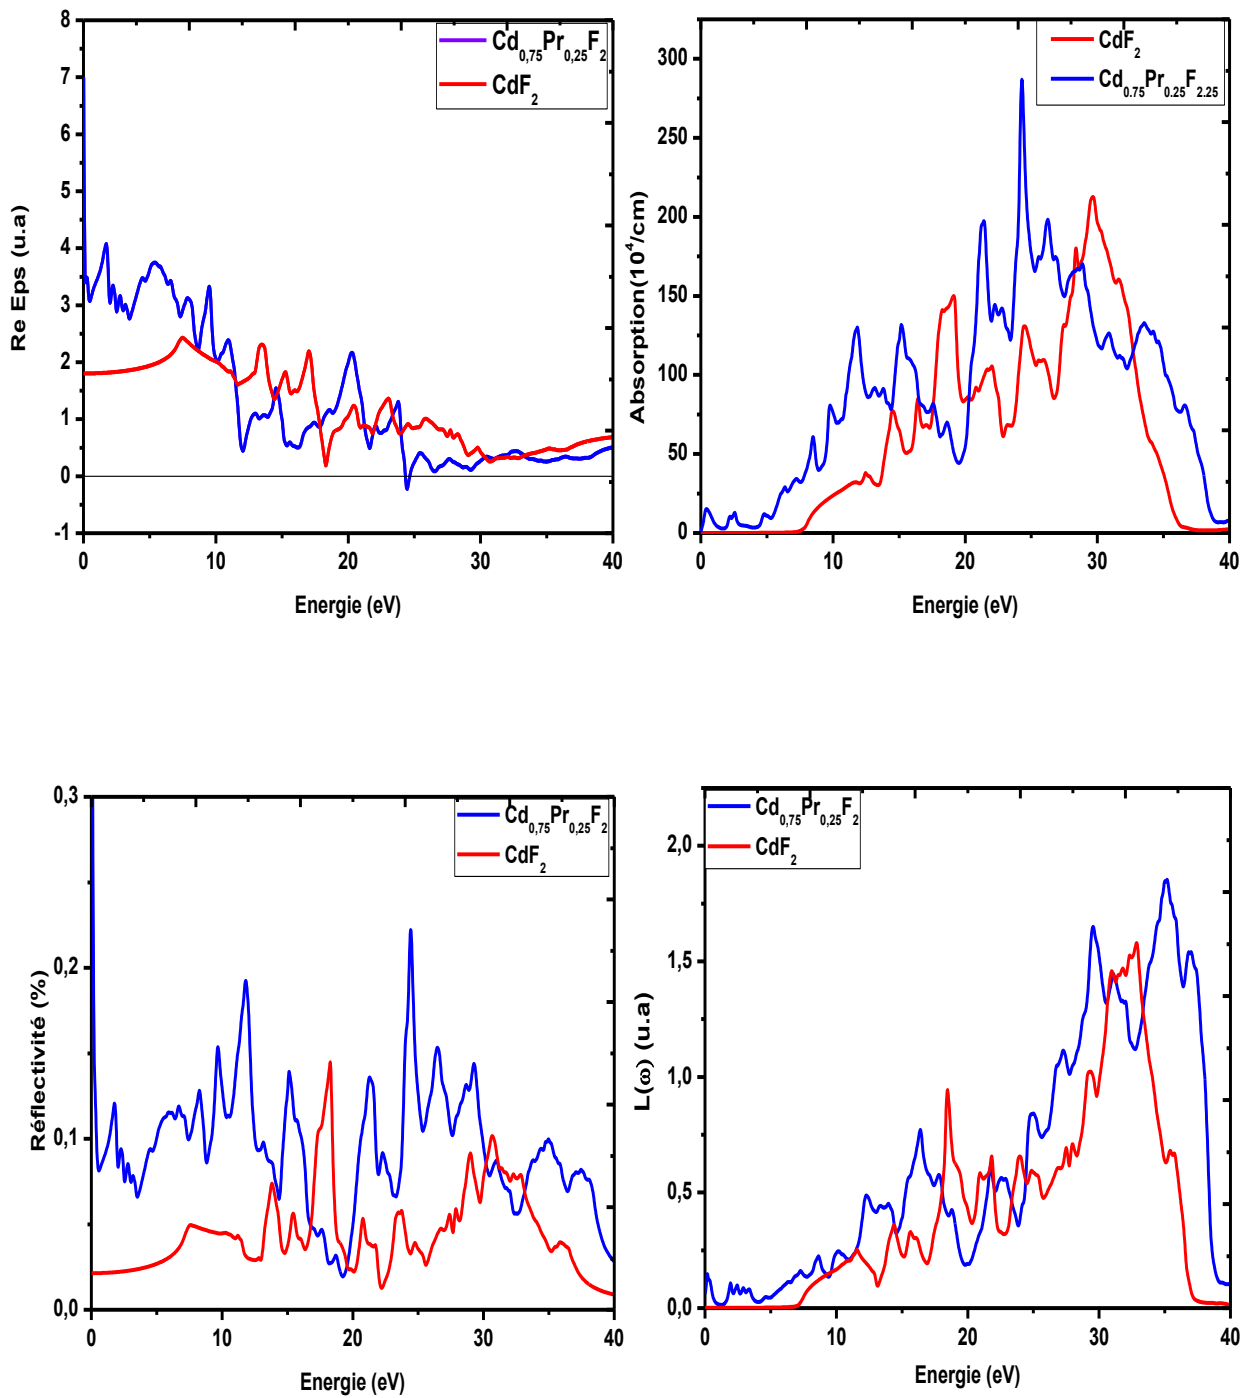 8
7
6
5
4
3
2
1
0
-1
Re Eps (u.a)
Cd0,75Pr0,25F2
CdF2
0 10 20 30 40
Energie (eV)
300
250
200
150
100
50
0
Absorption(10^4/cm)
CdF2
Cd0.75Pr0.25F2.25
0 10 20 30 40
Energie (eV)
0,3
0,2
0,1
0,0
Réflectivité (%)
Cd0,75Pr0,25F2
CdF2
0 10 20 30 40
Energie (eV)
2,0
1,5
1,0
0,5
0,0
L(ω) (u.a)
Cd0,75Pr0,25F2
CdF2
0 10 20 30 40
Energie (eV)